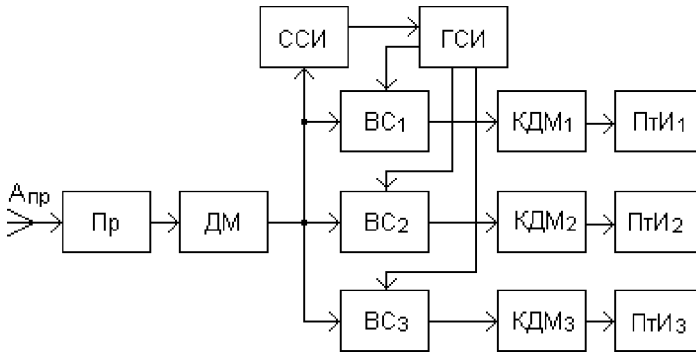 ССИ
ГСИ
ВС1
КДМ1
ПтИ1
Апр
Пр
ДМ
ВС2
КДМ2
ПтИ2
ВС3
КДМ3
ПтИ3